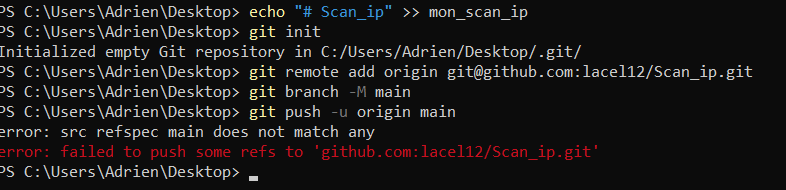 PS C:\Users\Adrien\Desktop> echo "# Scan_ip" >> mon_scan_ip
PS C:\Users\Adrien\Desktop> git init
Initialized empty Git repository in C:/Users/Adrien/Desktop/.git/
PS C:\Users\Adrien\Desktop> git remote add origin git@github.com:lacel12/Scan_ip.git
PS C:\Users\Adrien\Desktop> git branch -M main
PS C:\Users\Adrien\Desktop> git push -u origin main
error: src refspec main does not match any
error: failed to push some refs to 'github.com:lacel12/Scan_ip.git'
PS C:\Users\Adrien\Desktop>